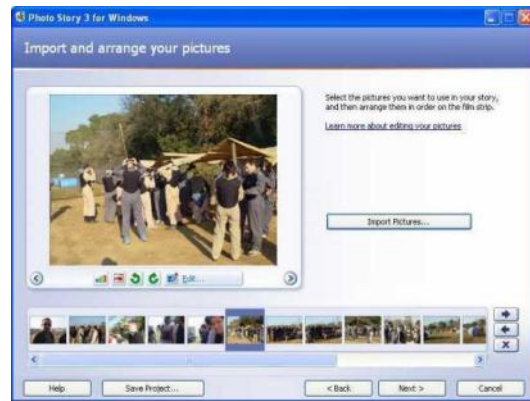 Photo Story 3 for Windows
Import and arrange your pictures
Select the pictures you want to use in your story,
and then arrange them in order on the film strip.
Learn more about editing your pictures
Import Pictures...
Edit...
Help
Save Project...
< Back
Next >
Cancel